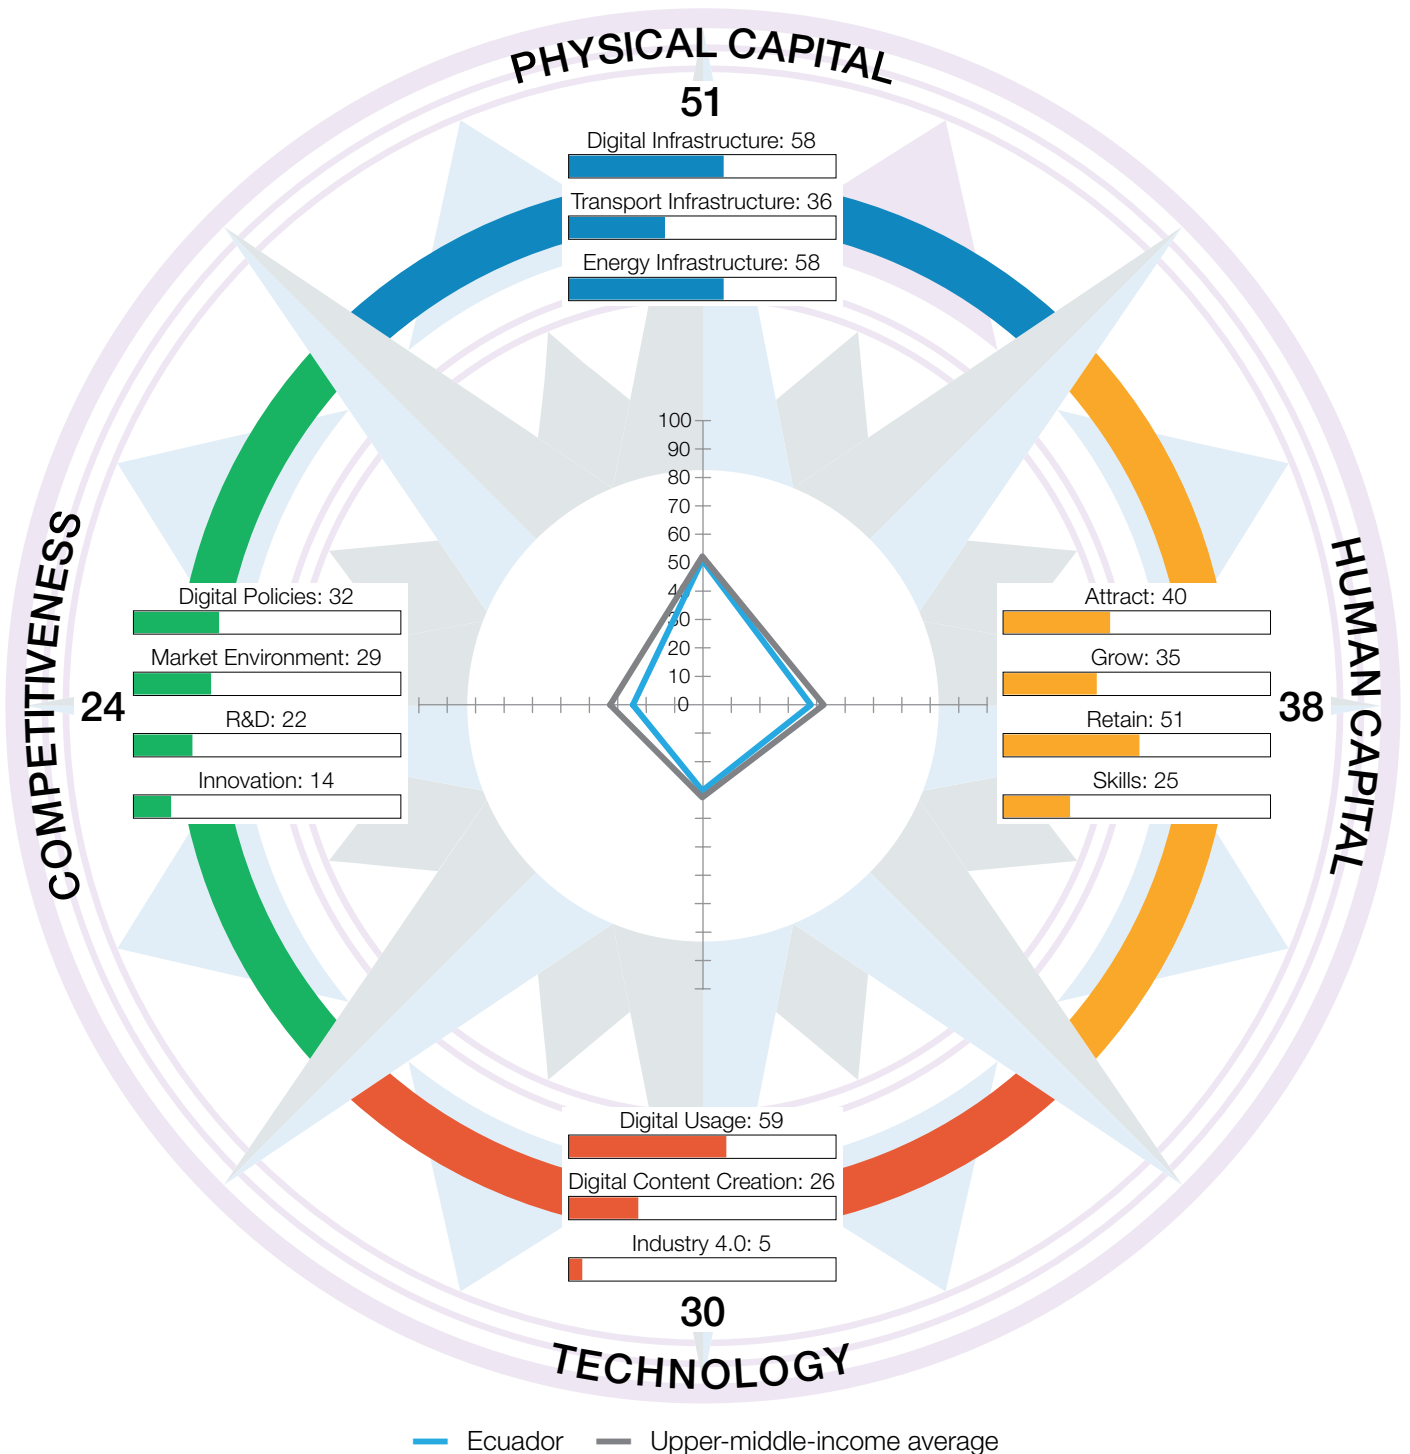 PHYSICAL CAPITAL
51
Digital Infrastructure: 58
Transport Infrastructure: 36
Energy Infrastructure: 58
100
90
80
70
60
50
40
30
20
10
0
COMPETITIVENESS
24
Digital Policies: 32
Market Environment: 29
R&D: 22
Innovation: 14
HUMAN CAPITAL
38
Attract: 40
Grow: 35
Retain: 51
Skills: 25
Digital Usage: 59
Digital Content Creation: 26
Industry 4.0: 5
30
TECHNOLOGY
Ecuador Upper-middle-income average